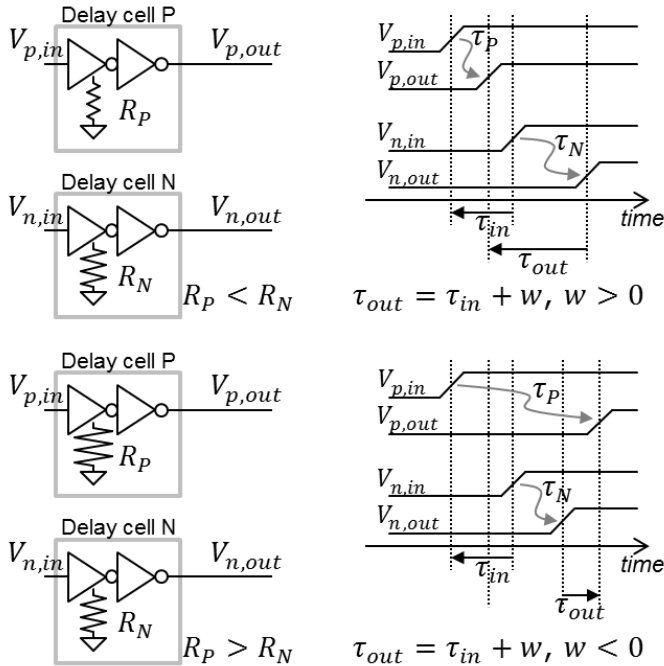 Delay cell P
V_{p,in} V_{p,out}
R_P
Delay cell N
V_{n,in} V_{n,out}
R_N
R_P < R_N
V_{p,in} τ_P
V_{p,out}
V_{n,in} τ_N
V_{n,out}
τ_{in} time
τ_{out}
τ_{out} = τ_{in} + w, w > 0
Delay cell P
V_{p,in} V_{p,out}
R_P
Delay cell N
V_{n,in} V_{n,out}
R_N
R_P > R_N
V_{p,in} τ_P
V_{p,out}
V_{n,in} τ_N
V_{n,out}
τ_{in} time
τ_{out}
τ_{out} = τ_{in} + w, w < 0